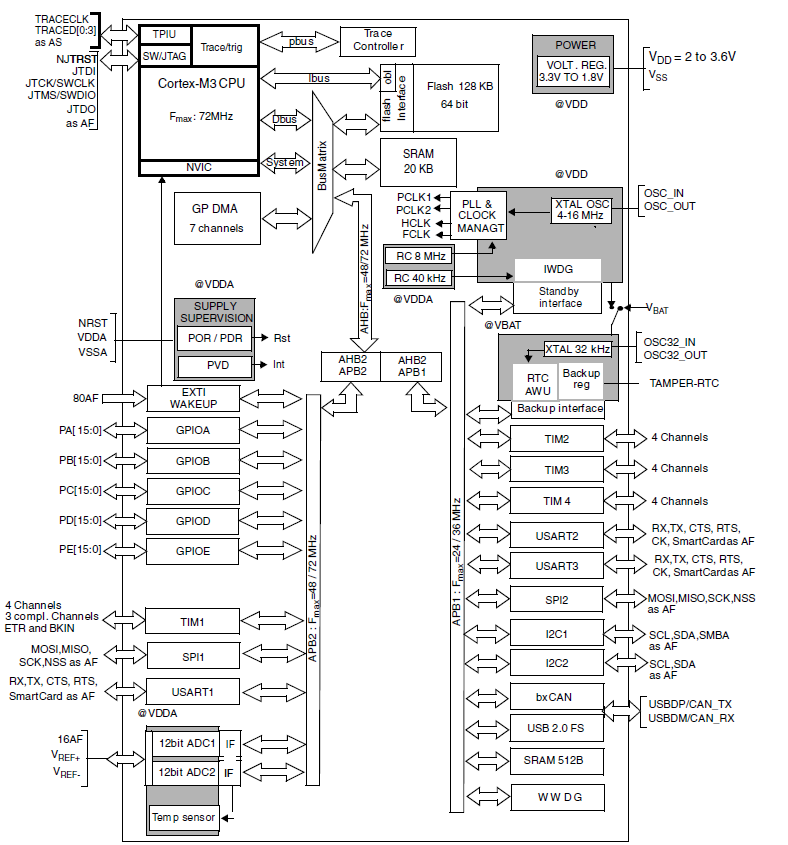 TRACECLK
TRACED[0:3]
as AS
NJTRST
JTDI
JTCK/SWCLK
JTMS/SWDIO
JTDO
as AF
TPIU
SW/JTAG
Trace/trig
Cortex-M3 CPU
Fmax: 72MHz
NVIC
pbus
Trace
Controller
Ibus
Dbus
System
BusMatrix
flash obl
Interface
Flash 128 KB
64 bit
SRAM
20 KB
POWER
VOLT. REG.
3.3V TO 1.8V
@VDD
VDD = 2 to 3.6V
VSS
GP DMA
7 channels
AHB:Fmax=48/72 MHz
@VDD
PCLK1
PCLK2
HCLK
FCLK
PLL &
CLOCK
MANAGT
XTAL OSC
4-16 MHz
OSC_IN
OSC_OUT
RC 8 MHz
RC 40 kHz
@VDDA
IWDG
Standby
interface
@VBAT
VBAT
@VDDA
SUPPLY
SUPERVISION
NRST
VDDA
VSSA
POR / PDR
Rst
PVD
Int
AHB2
APB2
AHB2
APB1
XTAL 32 kHz
OSC32_IN
OSC32_OUT
RTC
AWU
Backup
reg
TAMPER-RTC
Backup interface
80AF
EXTI
WAKEUP
PA[15:0]
GPIOA
PB[15:0]
GPIOB
PC[15:0]
GPIOC
PD[15:0]
GPIOD
PE[15:0]
GPIOE
4 Channels
3 compl. Channels
ETR and BKIN
TIM1
MOSI,MISO,
SCK,NSS as AF
SPI1
RX,TX, CTS, RTS,
SmartCard as AF
USART1
@VDDA
16AF
VREF+
VREF-
12bit ADC1
IF
12bit ADC2
IF
Temp sensor
APB2 : Fmax=48 / 72 MHz
APB1 : Fmax=24 / 36 MHz
TIM2
4 Channels
TIM3
4 Channels
TIM 4
4 Channels
USART2
RX,TX, CTS, RTS,
CK, SmartCard as AF
USART3
RX,TX, CTS, RTS,
CK, SmartCard as AF
SPI2
MOSI,MISO,SCK,NSS
as AF
I2C1
SCL,SDA,SMBA
as AF
I2C2
SCL,SDA
as AF
bxCAN
USBDP/CAN_TX
USBDM/CAN_RX
USB 2.0 FS
SRAM 512B
W W D G